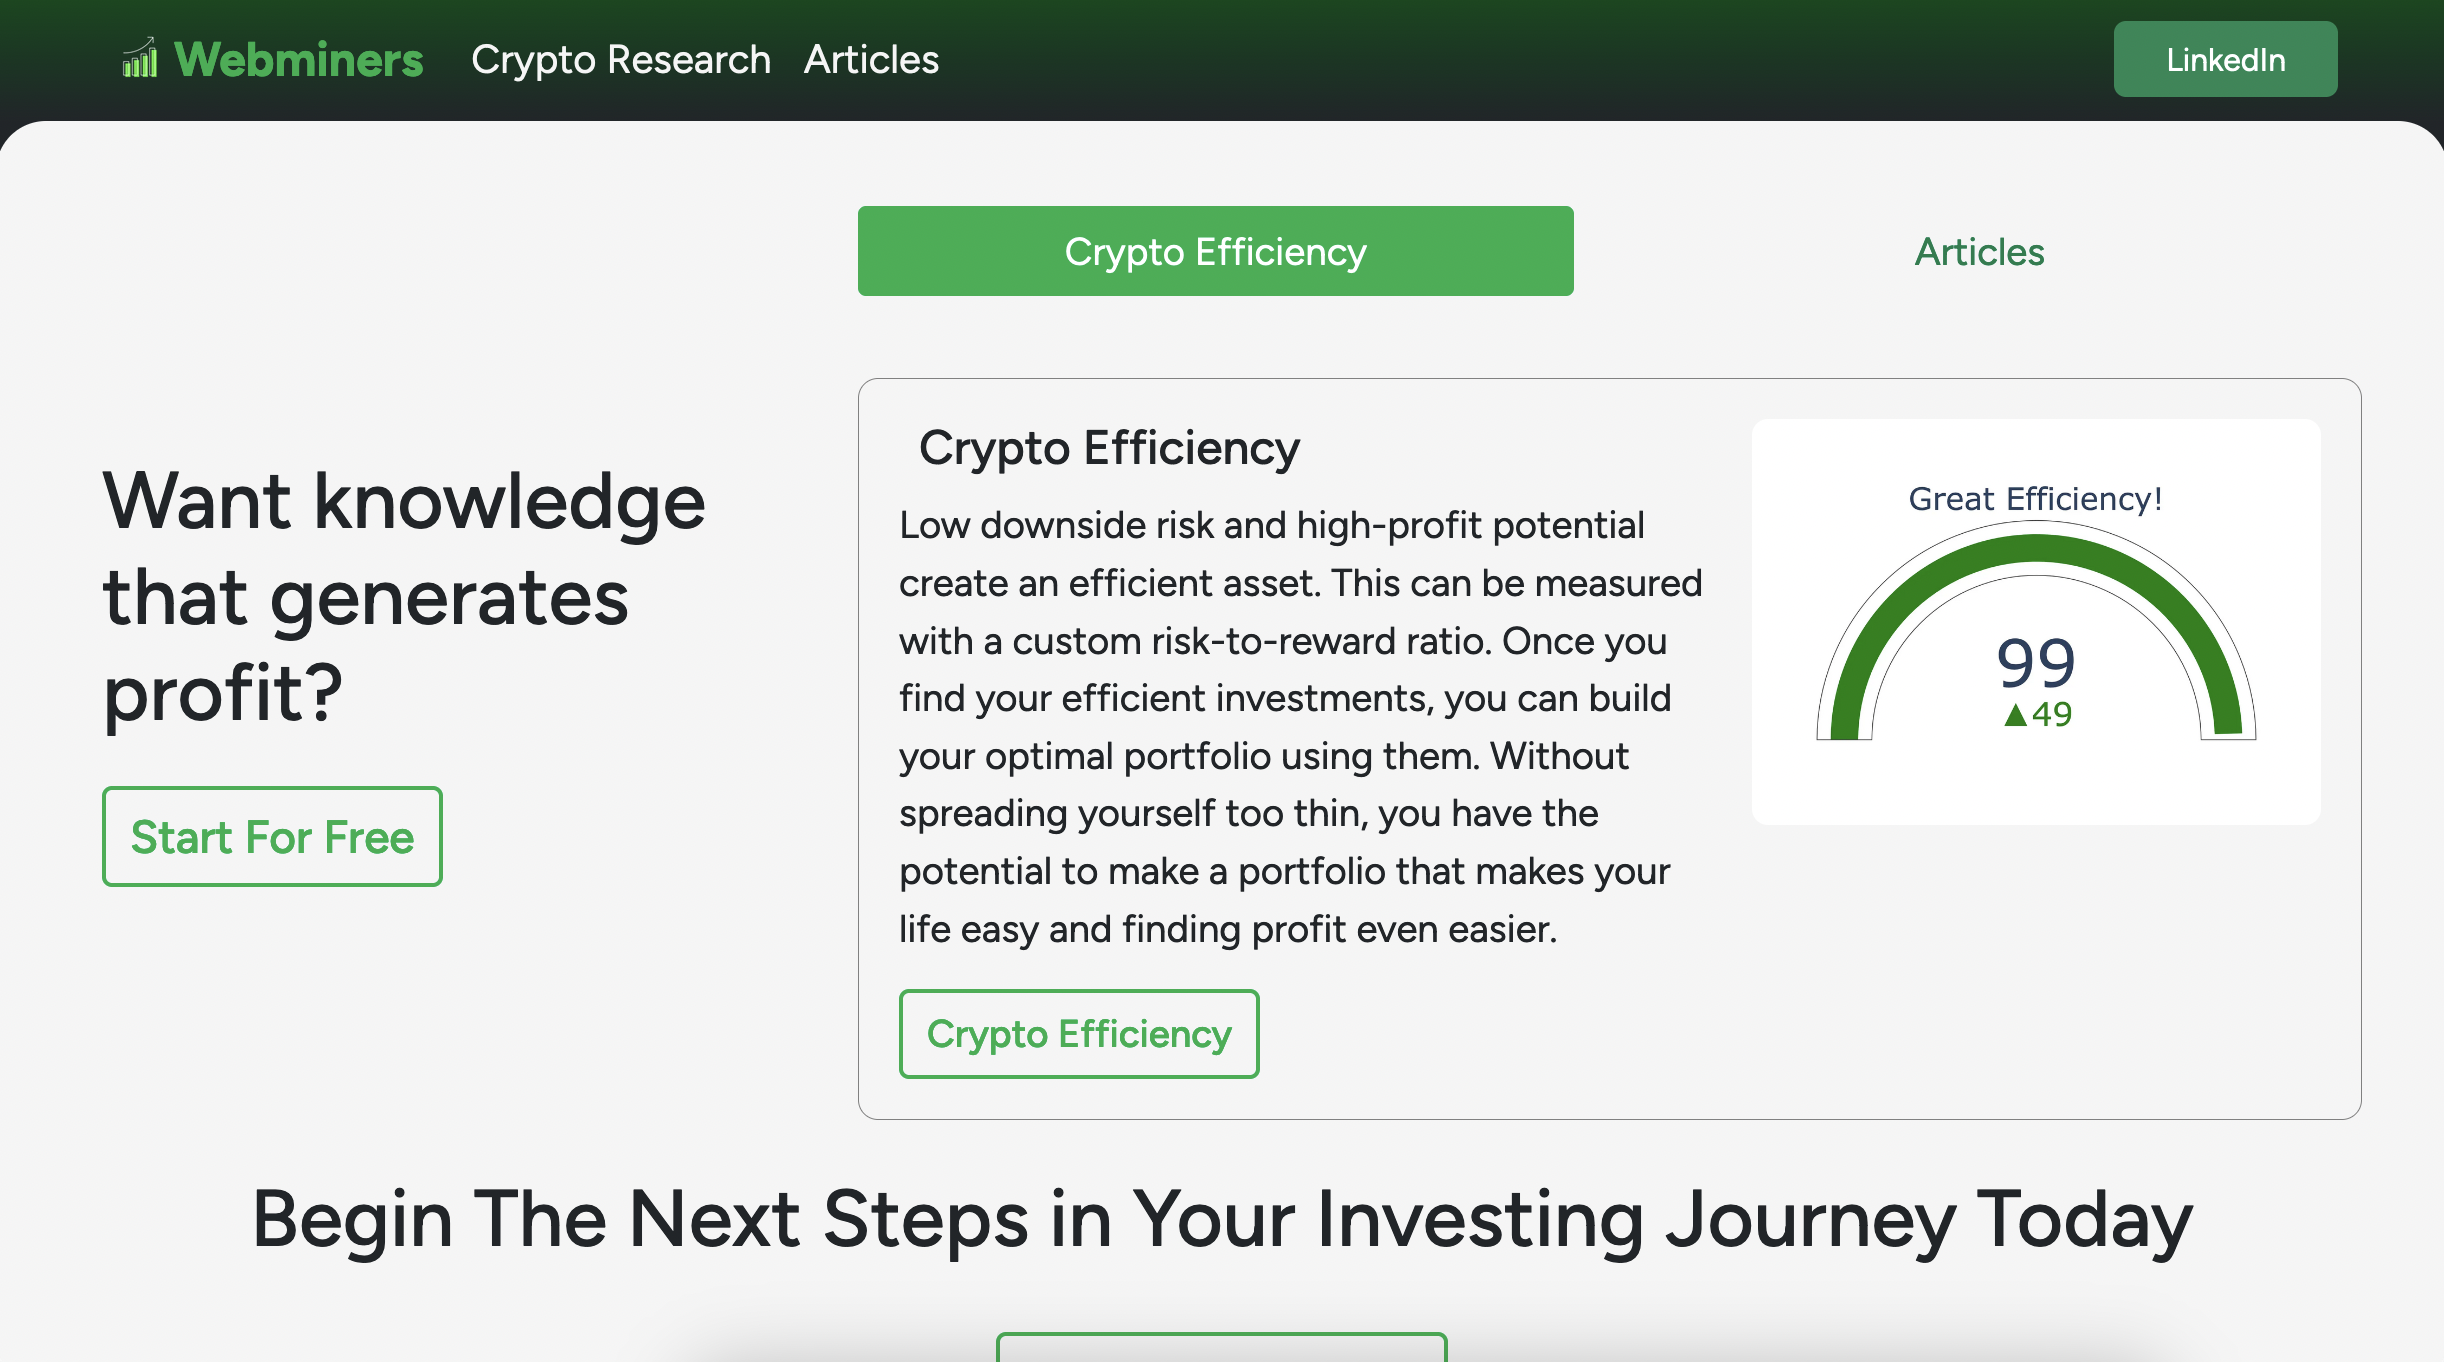 Webminers Crypto Research Articles LinkedIn
Crypto Efficiency Articles
Want knowledge
that generates
profit?
Start For Free
Crypto Efficiency
Low downside risk and high-profit potential
create an efficient asset. This can be measured
with a custom risk-to-reward ratio. Once you
find your efficient investments, you can build
your optimal portfolio using them. Without
spreading yourself too thin, you have the
potential to make a portfolio that makes your
life easy and finding profit even easier.
Crypto Efficiency
Great Efficiency!
99
▲49
Begin The Next Steps in Your Investing Journey Today